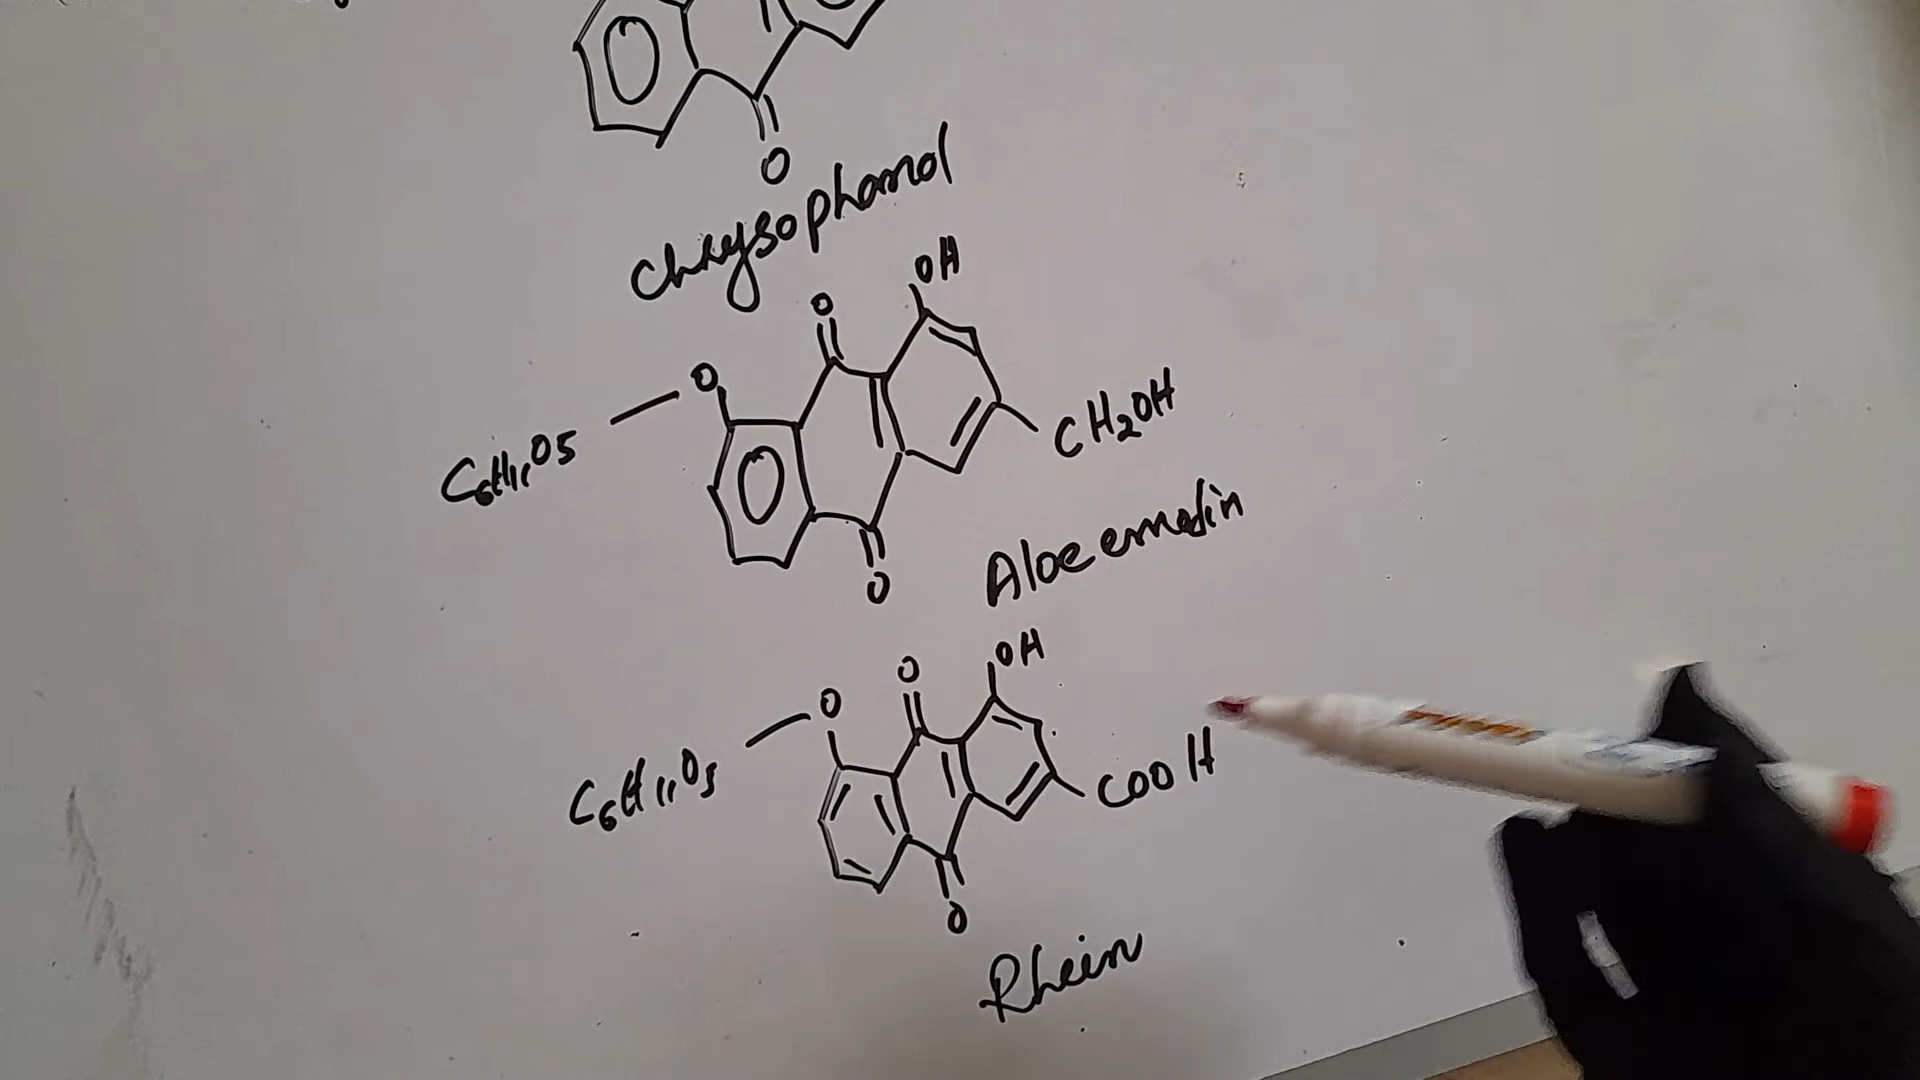 O
Chrysophanol
OH
O
O
C6H11O5
CH2OH
O
Aloe emodin
OH
O
O
C6H11O5
COOH
O
Rhein